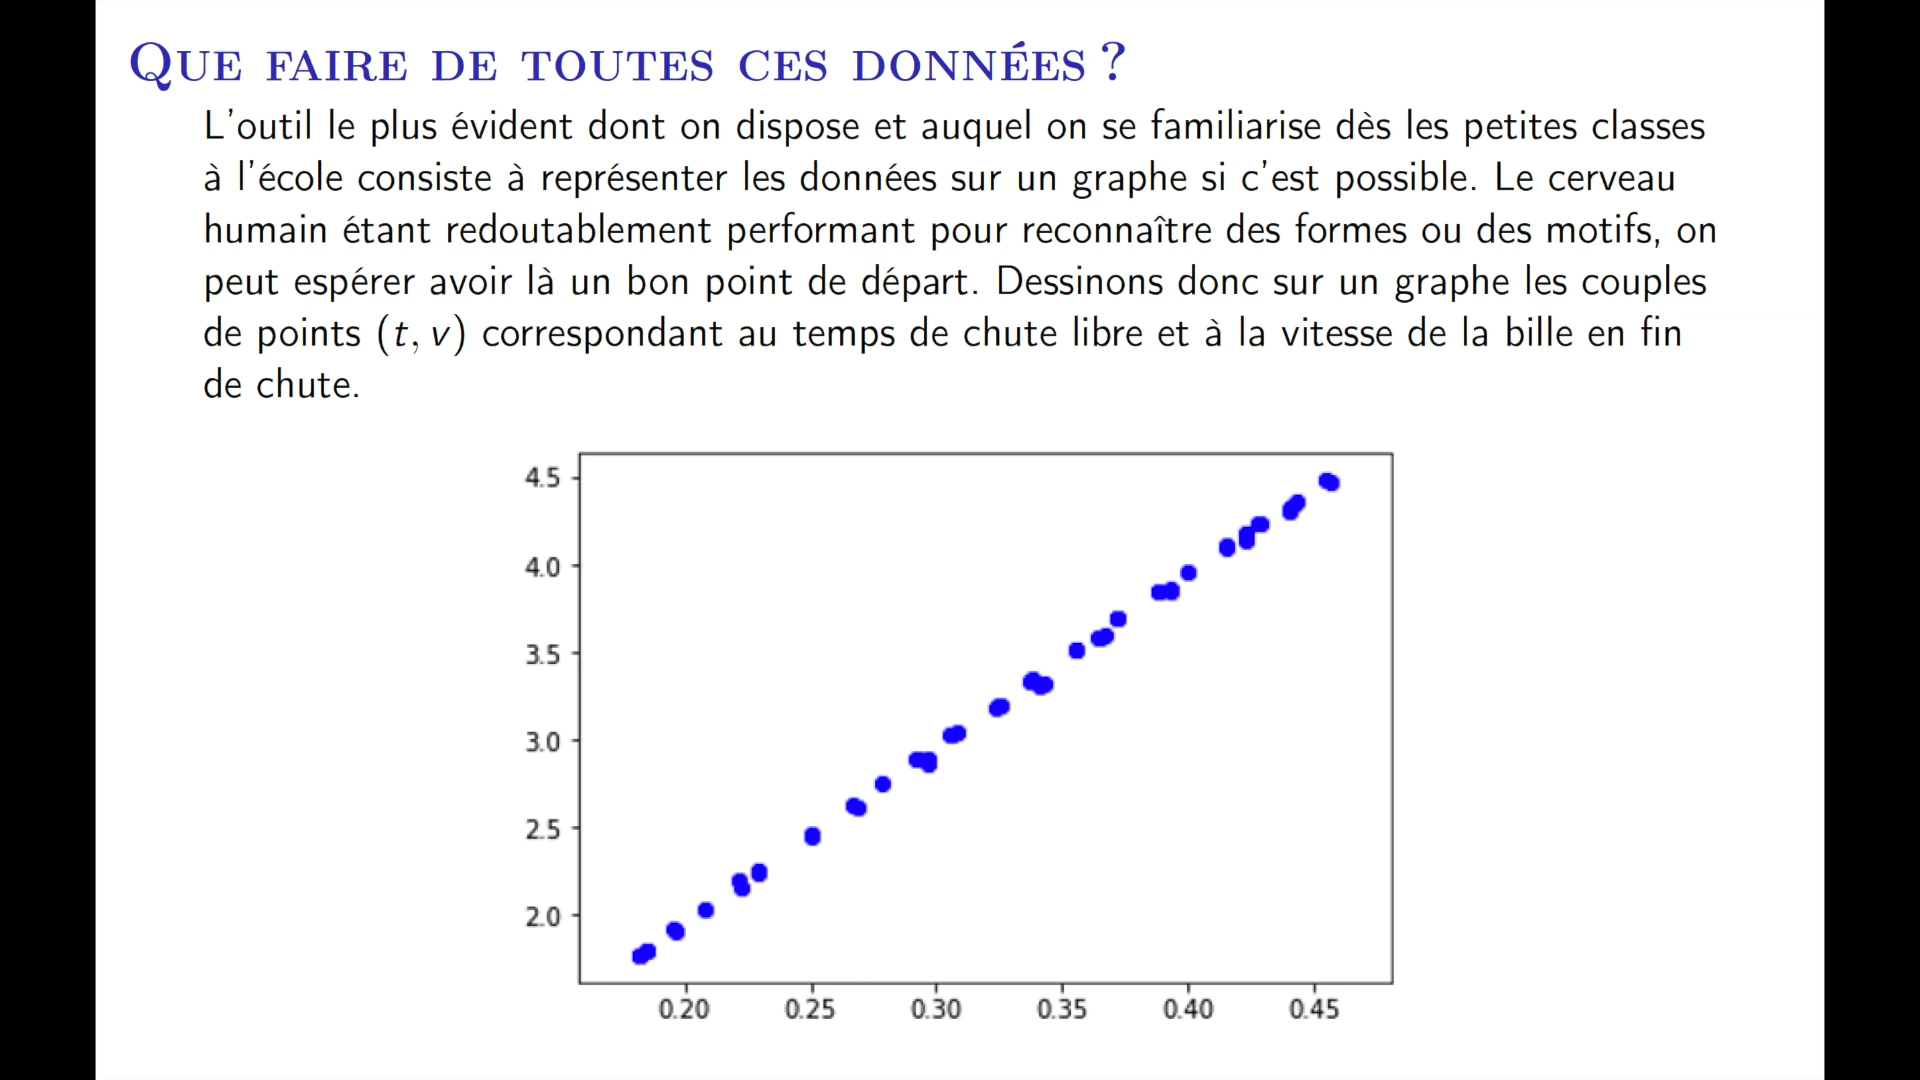 QUE FAIRE DE TOUTES CES DONNÉES ?
L'outil le plus évident dont on dispose et auquel on se familiarise dès les petites classes
à l'école consiste à représenter les données sur un graphe si c'est possible. Le cerveau
humain étant redoutablement performant pour reconnaître des formes ou des motifs, on
peut espérer avoir là un bon point de départ. Dessinons donc sur un graphe les couples
de points (t, v) correspondant au temps de chute libre et à la vitesse de la bille en fin
de chute.
4.5
4.0
3.5
3.0
2.5
2.0
0.20 0.25 0.30 0.35 0.40 0.45